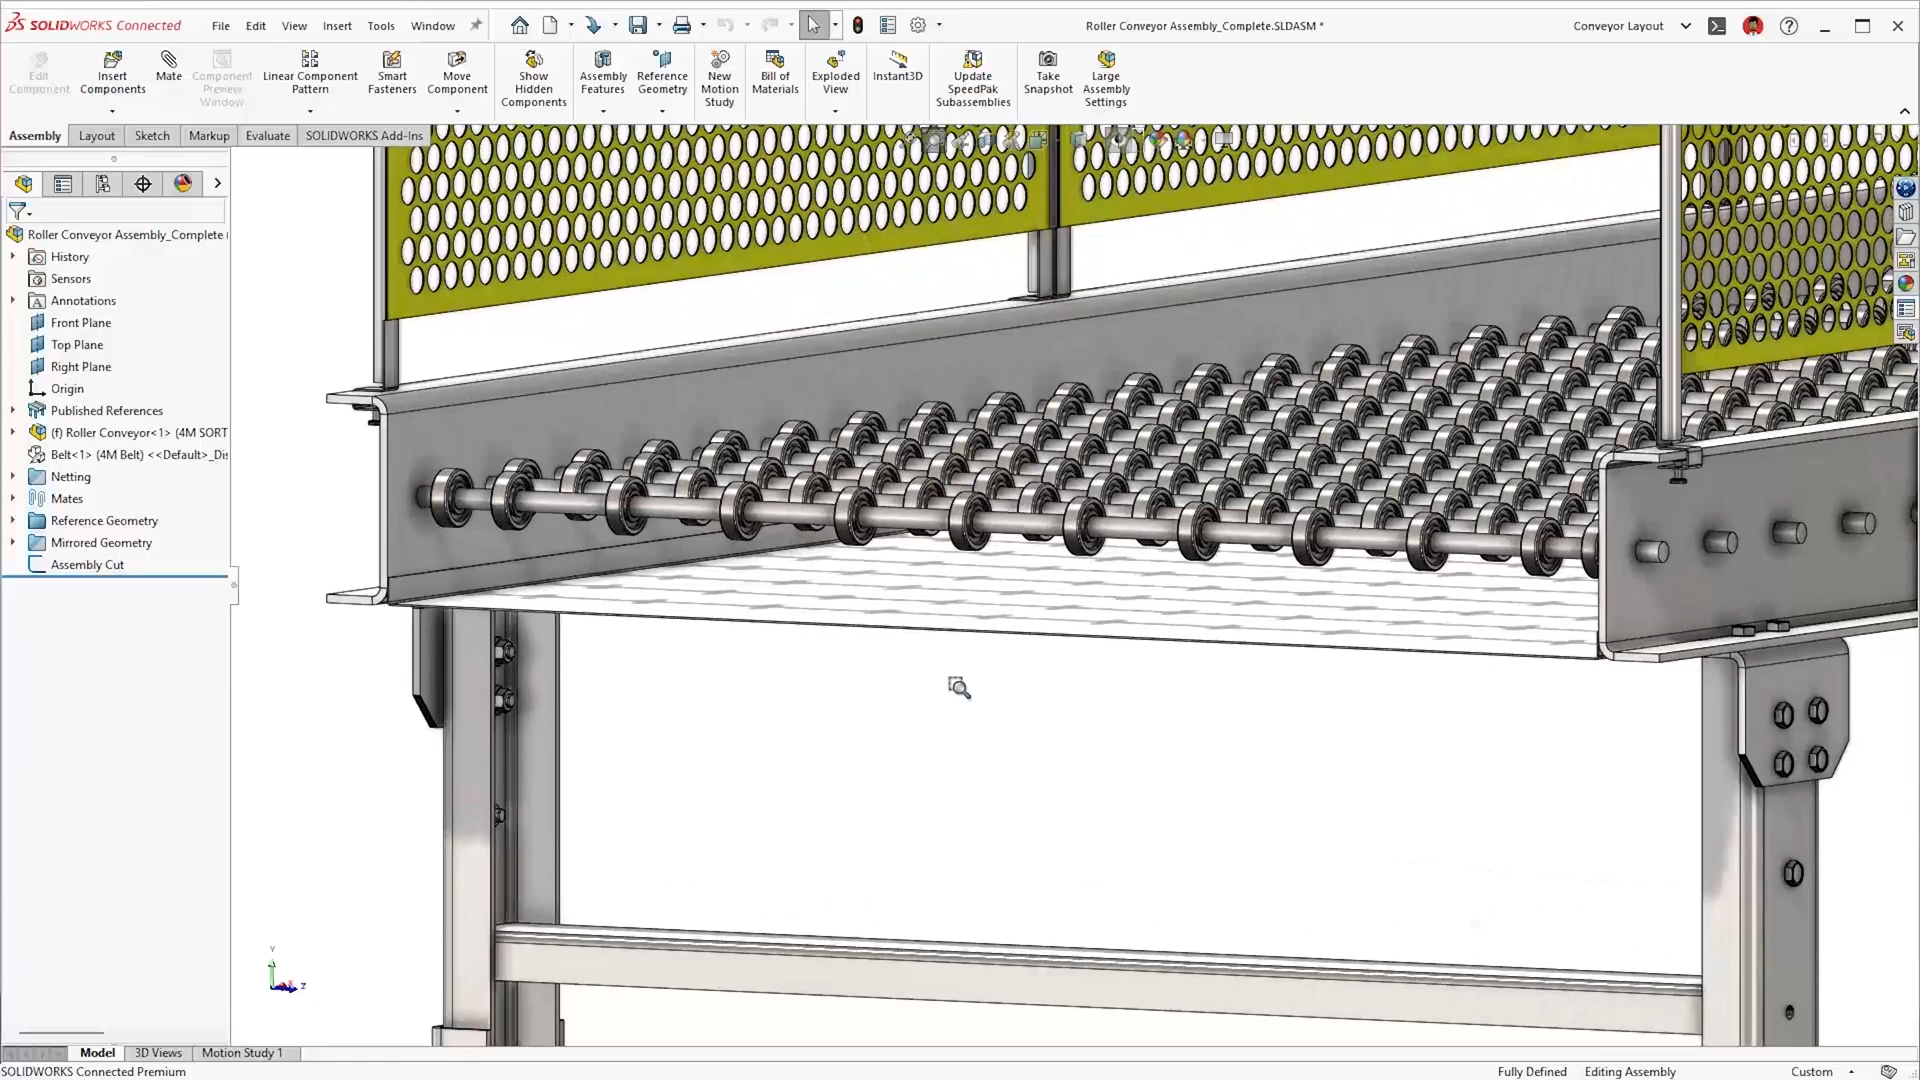 SOLIDWORKS Connected
File Edit View Insert Tools Window
Roller Conveyor Assembly_Complete.SLDASM *
Conveyor Layout
Edit Component
Insert Components
Mate
Component Preview Window
Linear Component Pattern
Smart Fasteners
Move Component
Show Hidden Components
Assembly Features
Reference Geometry
New Motion Study
Bill of Materials
Exploded View
Instant3D
Update SpeedPak Subassemblies
Take Snapshot
Large Assembly Settings
Assembly Layout Sketch Markup Evaluate SOLIDWORKS Add-Ins
Roller Conveyor Assembly_Complete
History
Sensors
Annotations
Front Plane
Top Plane
Right Plane
Origin
Published References
(f) Roller Conveyor<1> (4M SORT
Belt<1> (4M Belt) <<Default>_Dis
Netting
Mates
Reference Geometry
Mirrored Geometry
Assembly Cut
Y
Z
Model 3D Views Motion Study 1
SOLIDWORKS Connected Premium
Fully Defined Editing Assembly Custom